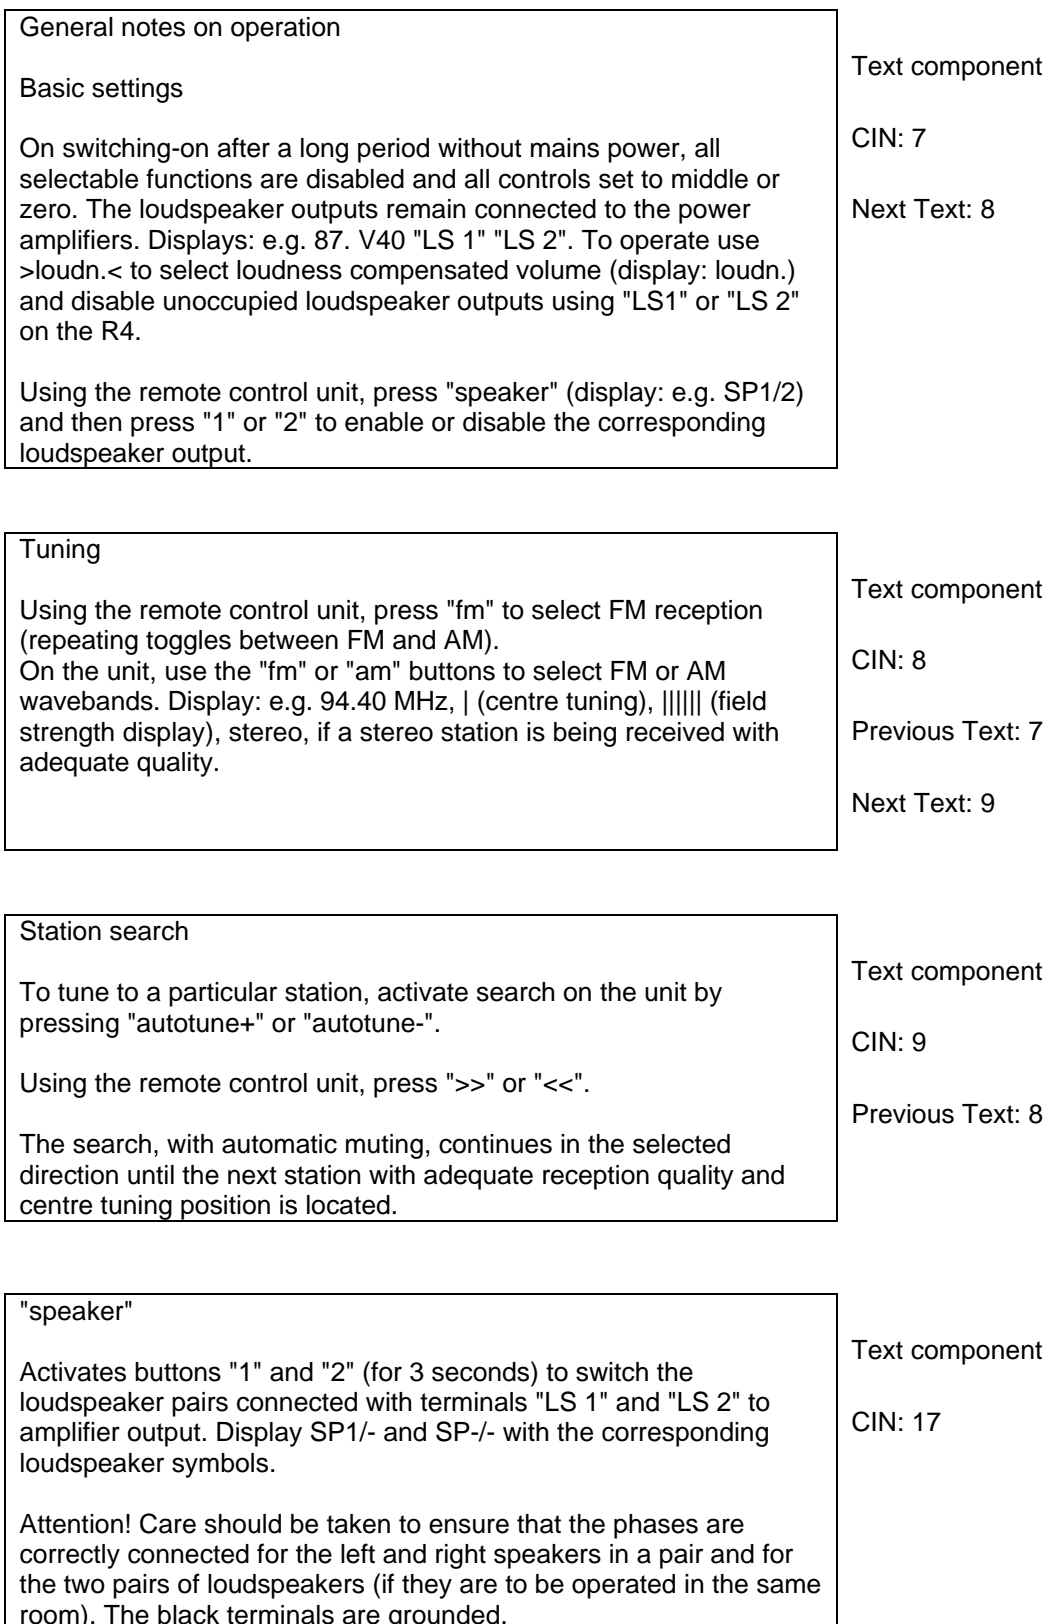 General notes on operation
Basic settings
On switching-on after a long period without mains power, all
selectable functions are disabled and all controls set to middle or
zero. The loudspeaker outputs remain connected to the power
amplifiers. Displays: e.g. 87. V40 "LS 1" "LS 2". To operate use
>loudn.< to select loudness compensated volume (display: loudn.)
and disable unoccupied loudspeaker outputs using "LS1" or "LS 2"
on the R4.
Using the remote control unit, press "speaker" (display: e.g. SP1/2)
and then press "1" or "2" to enable or disable the corresponding
loudspeaker output.
Text component
CIN: 7
Next Text: 8
Tuning
Using the remote control unit, press "fm" to select FM reception
(repeating toggles between FM and AM).
On the unit, use the "fm" or "am" buttons to select FM or AM
wavebands. Display: e.g. 94.40 MHz, | (centre tuning), |||||| (field
strength display), stereo, if a stereo station is being received with
adequate quality.
Text component
CIN: 8
Previous Text: 7
Next Text: 9
Station search
To tune to a particular station, activate search on the unit by
pressing "autotune+" or "autotune-".
Using the remote control unit, press ">>" or "<<".
The search, with automatic muting, continues in the selected
direction until the next station with adequate reception quality and
centre tuning position is located.
Text component
CIN: 9
Previous Text: 8
"speaker"
Activates buttons "1" and "2" (for 3 seconds) to switch the
loudspeaker pairs connected with terminals "LS 1" and "LS 2" to
amplifier output. Display SP1/- and SP-/- with the corresponding
loudspeaker symbols.
Attention! Care should be taken to ensure that the phases are
correctly connected for the left and right speakers in a pair and for
the two pairs of loudspeakers (if they are to be operated in the same
room). The black terminals are grounded.
Text component
CIN: 17